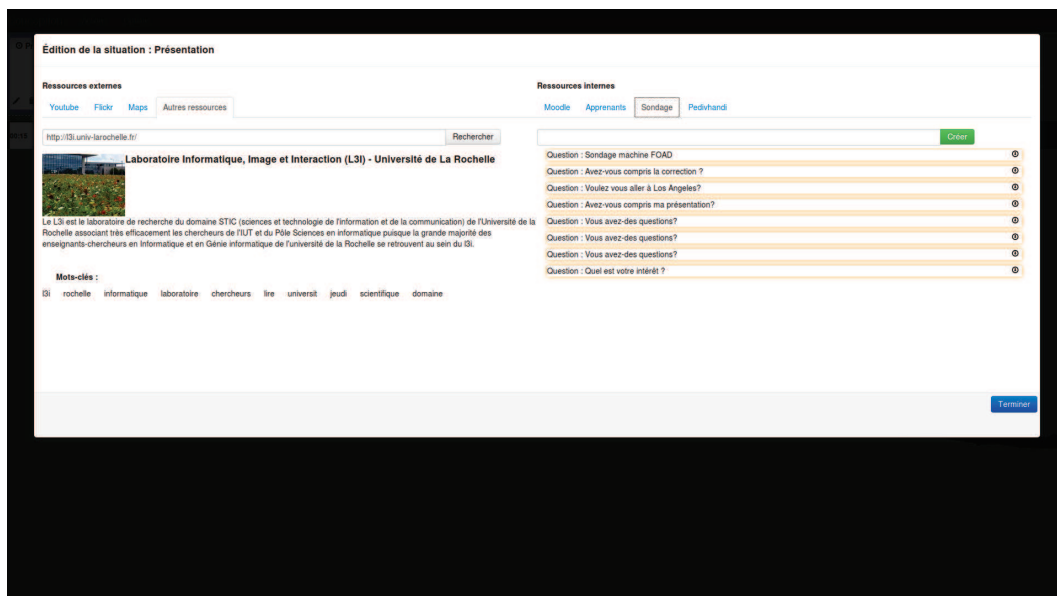 Édition de la situation : Présentation
Ressources externes
Youtube Flickr Maps Autres ressources
http://l3i.univ-larochelle.fr/ Rechercher
Laboratoire Informatique, Image et Interaction (L3I) - Université de La Rochelle
Le L3i est le laboratoire de recherche du domaine STIC (sciences et technologie de l'information et de la communication) de l'Université de la
Rochelle associant très efficacement les chercheurs de l'IUT et du Pôle Sciences en informatique puisque la grande majorité des
enseignants-chercheurs en Informatique et en Génie informatique de l'université de la Rochelle se retrouvent au sein du l3i.
Mots-clés :
l3i rochelle informatique laboratoire chercheurs lire universit jeudi scientifique domaine
Ressources internes
Moodle Apprenants Sondage Pedivhandi
Créer
Question : Sondage machine FOAD
Question : Avez-vous compris la correction ?
Question : Voulez vous aller à Los Angeles?
Question : Avez-vous compris ma présentation?
Question : Vous avez-des questions?
Question : Vous avez-des questions?
Question : Vous avez-des questions?
Question : Quel est votre intérêt ?
Terminer